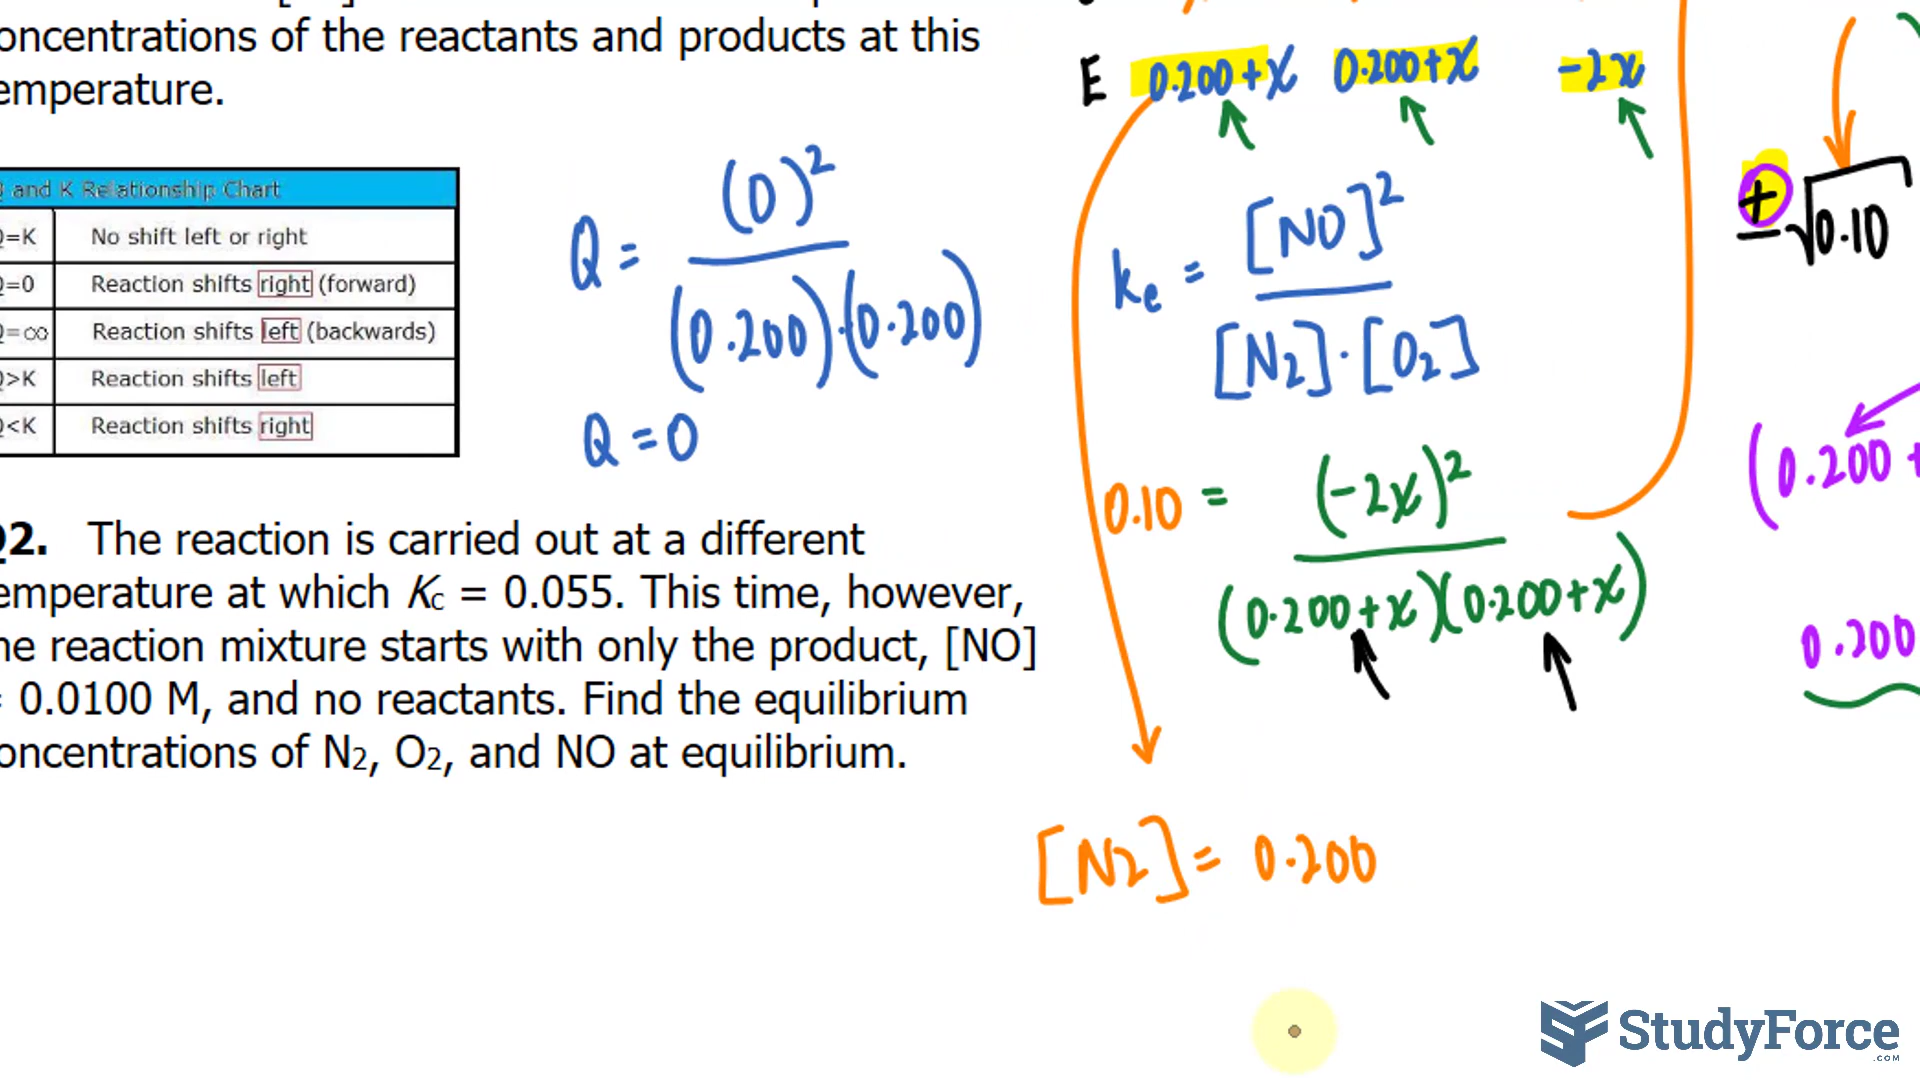 oncentrations of the reactants and products at this
emperature.
and K Relationship Chart
Q=K No shift left or right
Q=0 Reaction shifts right (forward)
Q=∞ Reaction shifts left (backwards)
Q>K Reaction shifts left
Q<K Reaction shifts right
Q = (0)² / (0.200)·(0.200)
Q = 0
Q2. The reaction is carried out at a different
emperature at which Kc = 0.055. This time, however,
he reaction mixture starts with only the product, [NO]
= 0.0100 M, and no reactants. Find the equilibrium
oncentrations of N2, O2, and NO at equilibrium.
E 0.200+x 0.200+x -2x
ke = [NO]² / [N2]·[O2]
0.10 = (-2x)² / (0.200+x)(0.200+x)
[N2] = 0.200
±√0.10
(0.200 +
0.200
StudyForce
.COM